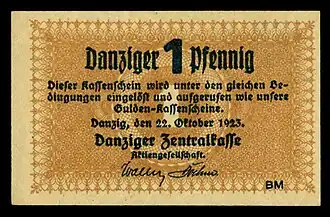 Danziger 1 Pfennig
Dieser Kassenschein wird unter den gleichen Be-
dingungen eingelöst und aufgerufen wie unsere
Gulden-Kassenscheine.
Danzig, den 22. Oktober 1923.
Danziger Zentralkasse
Aktiengesellschaft.
BM